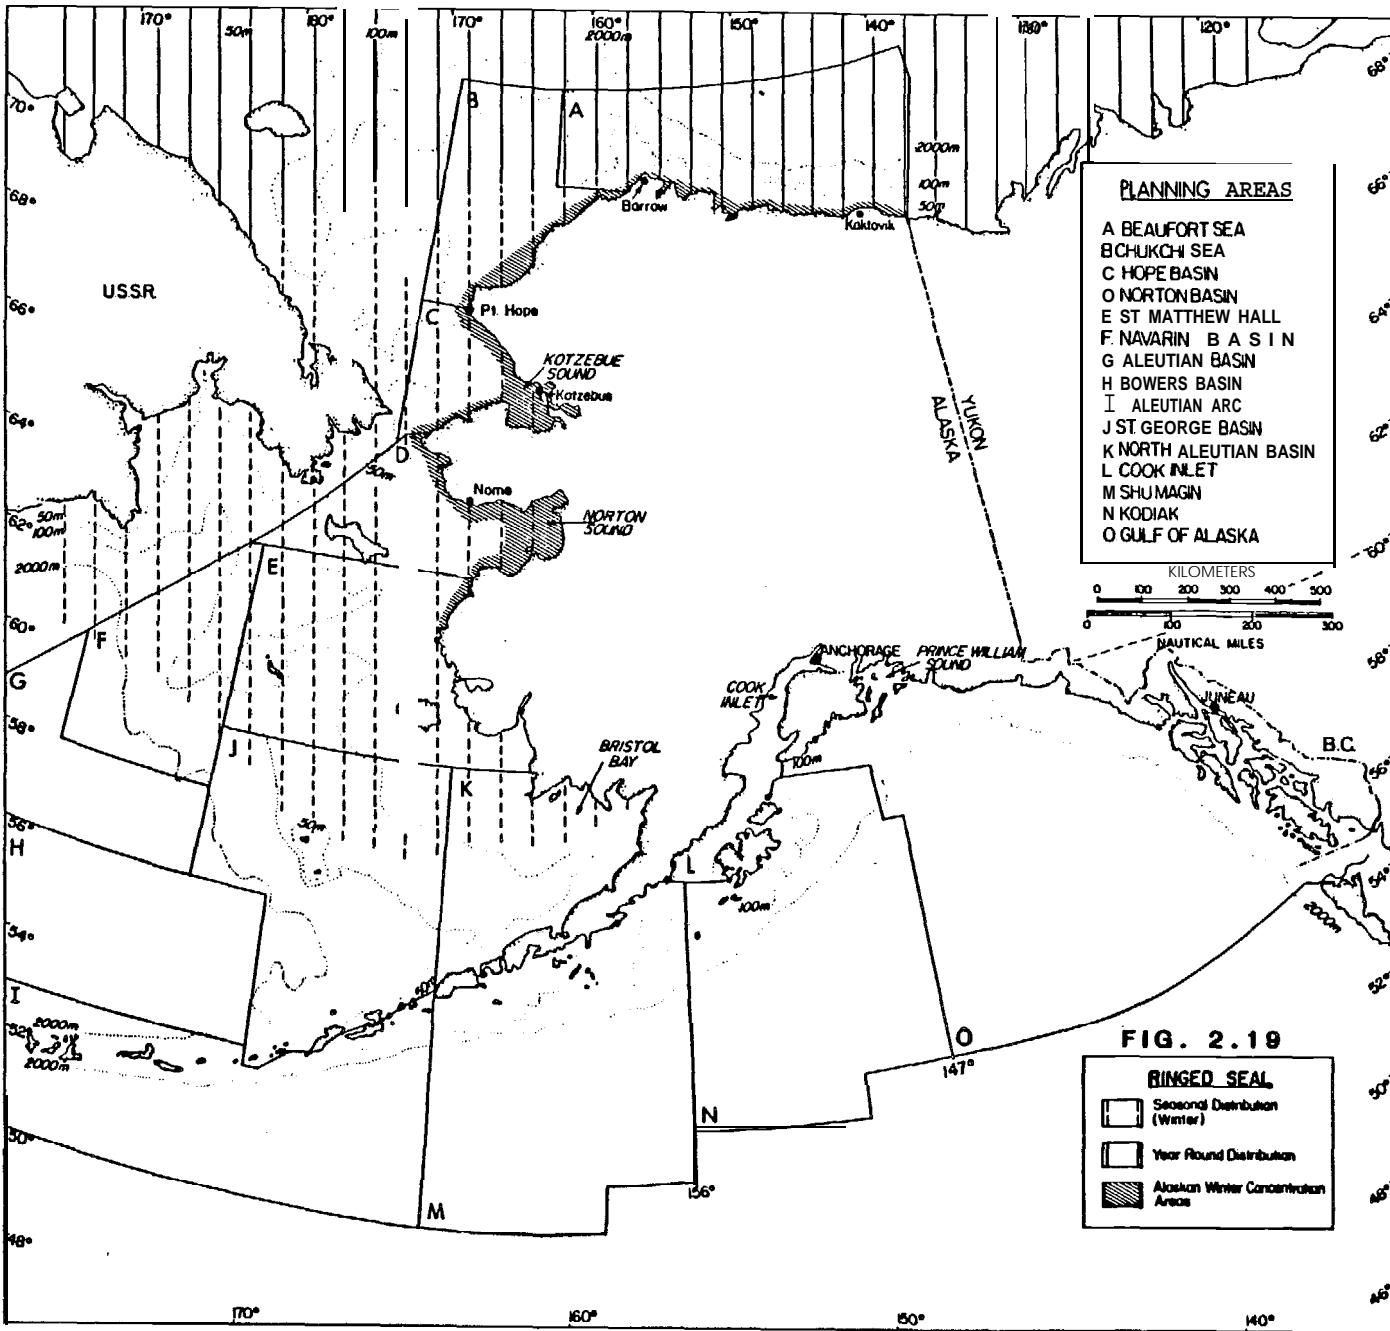 170° 180° 170° 160° 150° 140° 130° 120°
50m 100m 2000m
68°
70°
66°
68°
64°
66°
62°
64°
60°
62°
58°
60°
56°
58°
54°
56°
52°
54°
50°
52°
48°
50°
46°
48°
B
A
2000m
100m
50m
Barrow
Kaktovik
U.S.S.R.
C
Pt. Hope
KOTZEBUE
SOUND
Kotzebue
YUKON
ALASKA
D
50m
Nome
NORTON
SOUND
50m
100m
2000m
E
F
G
ANCHORAGE
PRINCE WILLIAM
SOUND
COOK
INLET
JUNEAU
B.C.
J
BRISTOL
BAY
K
100m
50m
H
L
100m
2000m
I
2000m
2000m
O
147°
N
156°
M
170° 160° 150° 140°
PLANNING AREAS
A BEAUFORT SEA
B CHUKCHI SEA
C HOPE BASIN
O NORTON BASIN
E ST MATTHEW HALL
F. NAVARIN BASIN
G ALEUTIAN BASIN
H BOWERS BASIN
I ALEUTIAN ARC
J ST. GEORGE BASIN
K NORTH ALEUTIAN BASIN
L COOK INLET
M SHUMAGIN
N KODIAK
O GULF OF ALASKA
KILOMETERS
0 100 200 300 400 500
0 100 200 300
NAUTICAL MILES
FIG. 2.19
RINGED SEAL
Seasonal Distribution
(Winter)
Year Round Distribution
Alaskan Winter Concentration
Areas